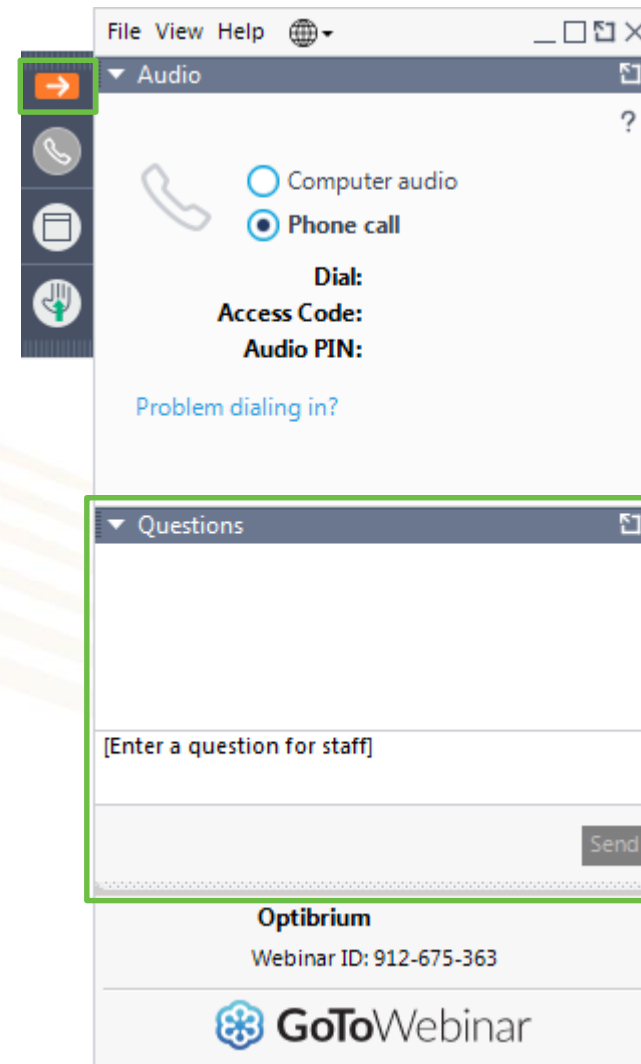 File View Help
Audio
?
Computer audio
Phone call
Dial:
Access Code:
Audio PIN:
Problem dialing in?
Questions
[Enter a question for staff]
Send
Optibrium
Webinar ID: 912-675-363
GoToWebinar